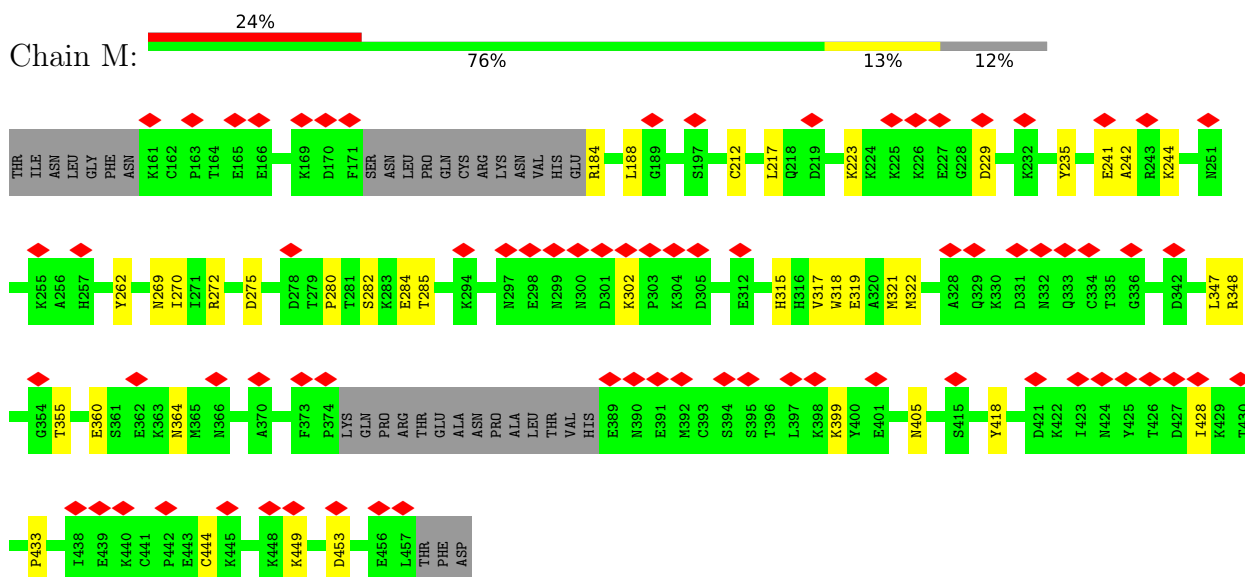 24%
Chain M:
76% 13% 12%
THR ILE ASN LEU GLY PHE ASN K161 C162 P163 T164 E165 E166 K169 D170 F171 SER ASN LEU PRO GLN CYS ARG LYS ASN VAL HIS GLU R184 L188 G189 S197 C212 L217 Q218 D219 K223 K224 K225 K226 E227 G228 D229 K232 Y235 E241 A242 R243 K244 N251
K255 A256 H257 Y262 N269 I270 I271 R272 D275 D278 T279 P280 T281 S282 K283 E284 T285 K294 N297 E298 N299 N300 D301 K302 P303 K304 D305 E312 H315 H316 V317 W318 E319 A320 M321 M322 A328 Q329 K330 D331 N332 Q333 C334 T335 G336 D342 L347 R348
G354 T355 E360 S361 E362 K363 N364 M365 N366 A370 F373 P374 LYS GLN PRO ARG THR GLU ALA ASN PRO ALA LEU THR VAL HIS E389 N390 E391 M392 C393 S394 S395 T396 L397 K398 K399 Y400 E401 N405 S415 Y418 D421 K422 I423 N424 Y425 T426 D427 I428 K429 T430
P433 I438 E439 K440 C441 P442 E443 C444 K445 K448 K449 D453 E456 L457 THR PHE ASP